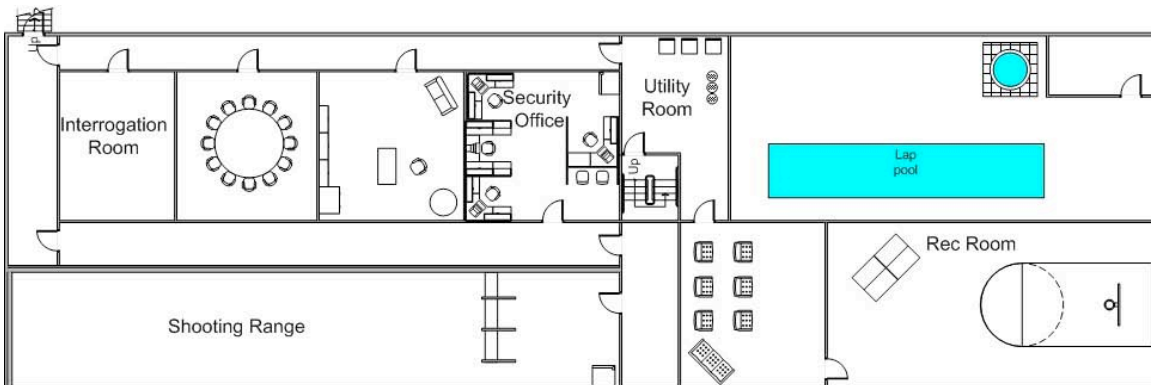 Up
Interrogation
Room
Security
Office
Utility
Room
Up
Lap
pool
Rec Room
Shooting Range